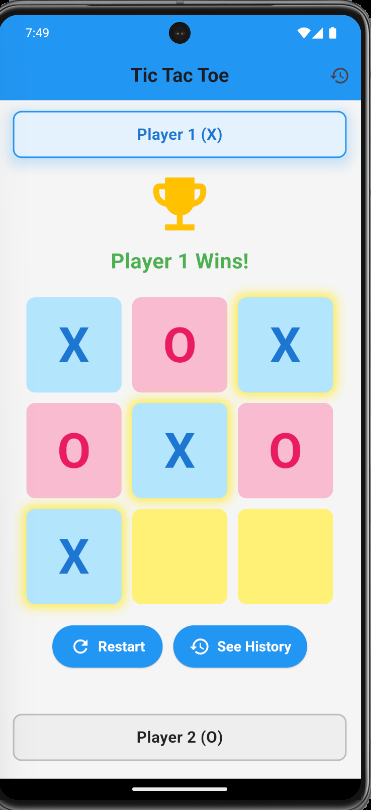 7:49
Tic Tac Toe
Player 1 (X)
Player 1 Wins!
X O X
O X O
X
Restart See History
Player 2 (O)